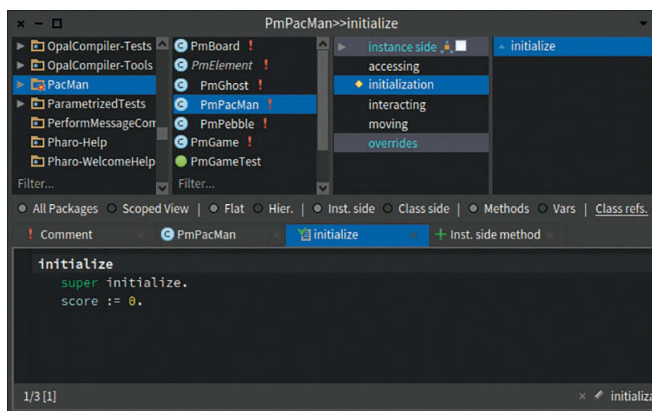 PmPacMan>>initialize
OpalCompiler-Tests
OpalCompiler-Tools
PacMan
ParametrizedTests
PerformMessageCom
Pharo-Help
Pharo-WelcomeHelp
Filter...
PmBoard !
PmElement !
PmGhost !
PmPacMan !
PmPebble !
PmGame !
PmGameTest
Filter...
instance side
accessing
initialization
interacting
moving
overrides
initialize
All Packages Scoped View | Flat Hier. | Inst. side Class side | Methods Vars | Class refs.
! Comment × PmPacMan × initialize × + Inst. side method ×
initialize
super initialize.
score := 0.
1/3 [1] × initializa